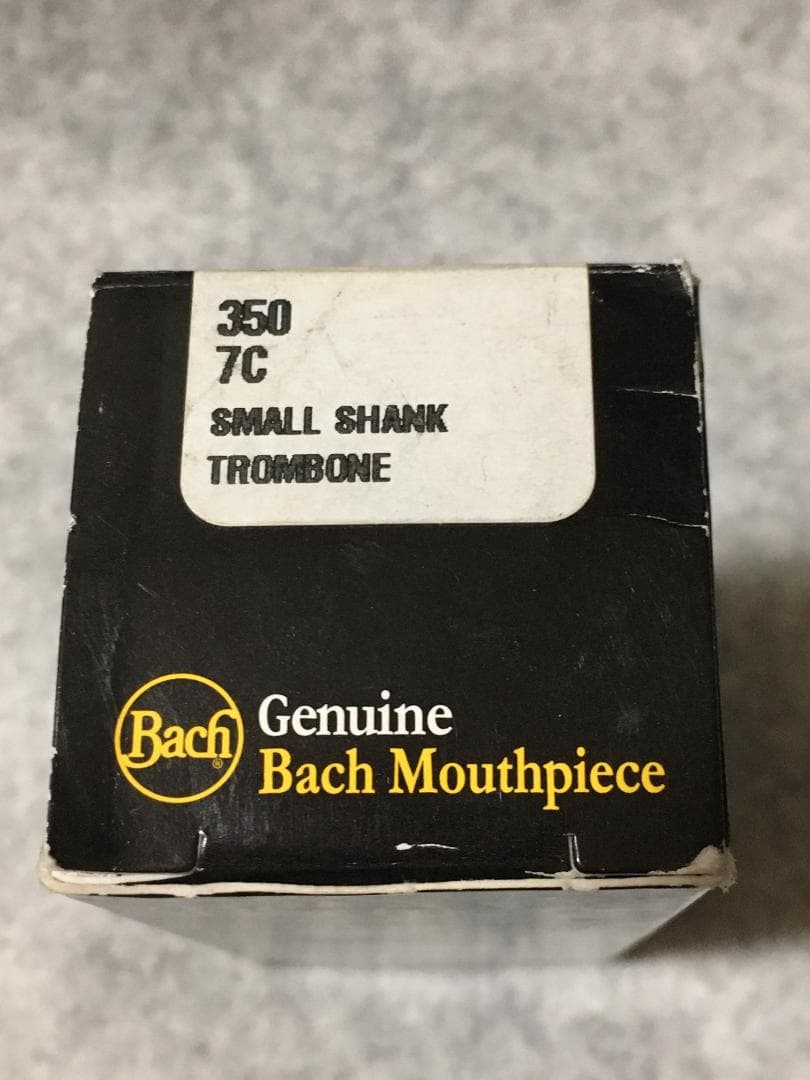 350
7C
SMALL SHANK
TROMBONE
Bach®
Genuine
Bach Mouthpiece